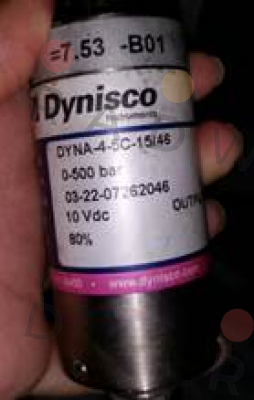 =7.53 -B01
Dynisco
Instruments
DYNA-4-5C-15/46
0-500 bar
03-22-07262046
10 Vdc
80%
OUTPU
www.dynisco.com